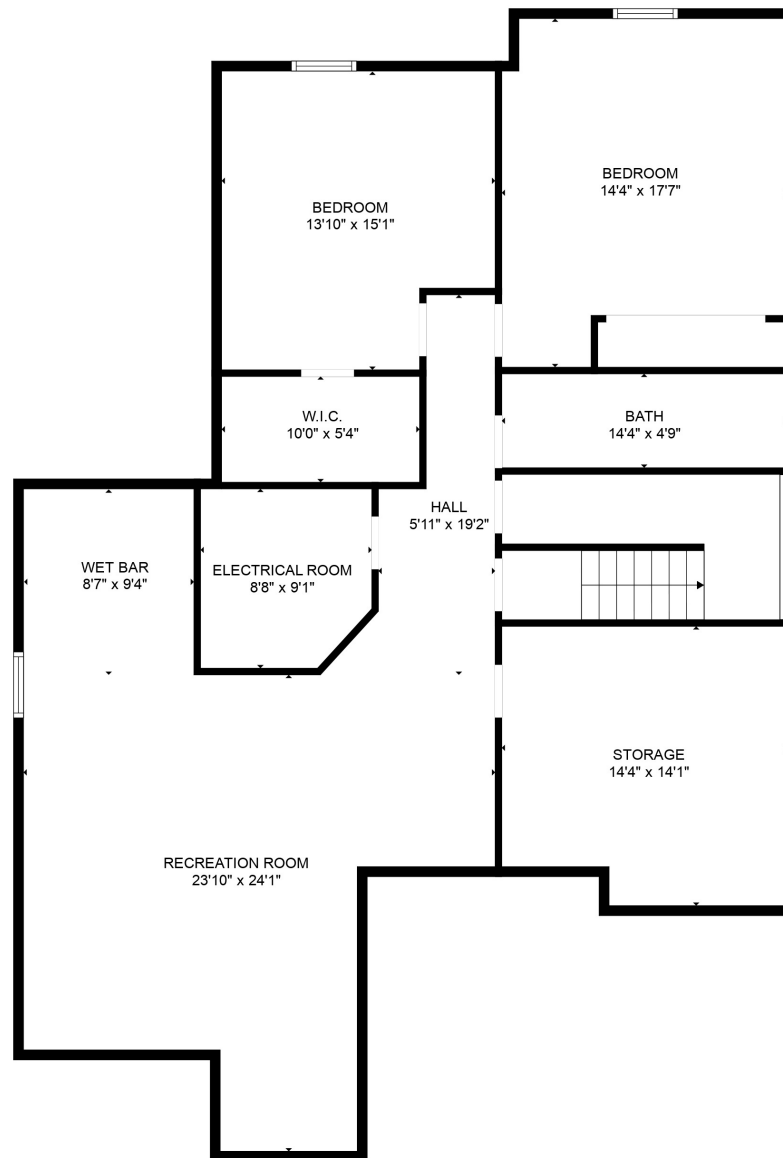 BEDROOM
14'4" x 17'7"
BEDROOM
13'10" x 15'1"
W.I.C.
10'0" x 5'4"
BATH
14'4" x 4'9"
HALL
5'11" x 19'2"
WET BAR
8'7" x 9'4"
ELECTRICAL ROOM
8'8" x 9'1"
STORAGE
14'4" x 14'1"
RECREATION ROOM
23'10" x 24'1"